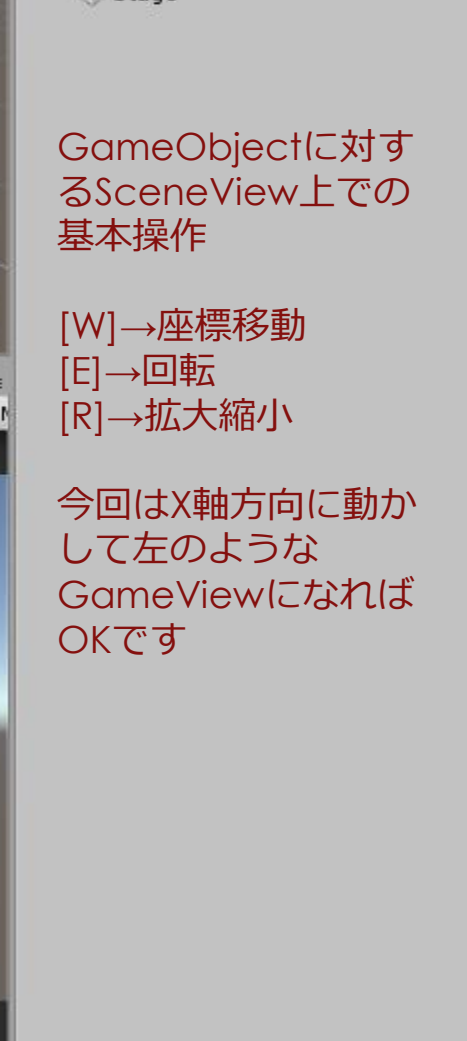 GameObjectに対す
るSceneView上での
基本操作
[W]→座標移動
[E]→回転
[R]→拡大縮小
今回はX軸方向に動か
して左のような
GameViewになれば
OKです